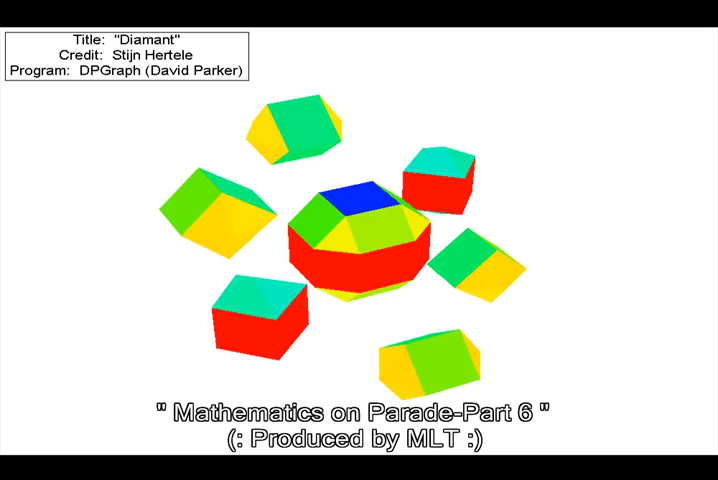 Title:  "Diamant"
Credit:  Stijn Hertele
Program:  DPGraph (David Parker)
" Mathematics on Parade-Part 6 "
(: Produced by MLT :)